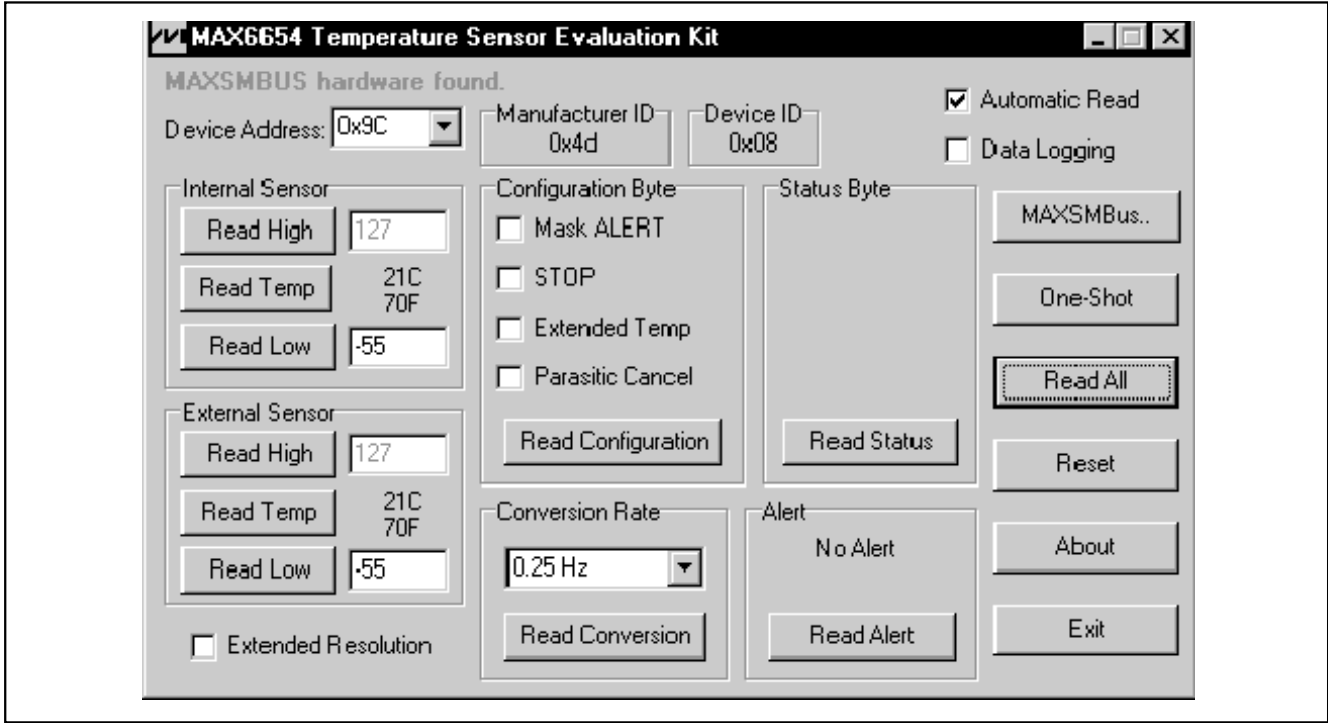 MAX6654 Temperature Sensor Evaluation Kit
MAXSMBUS hardware found.
Device Address: 0x9C
Manufacturer ID
0x4d
Device ID
0x08
Automatic Read
Data Logging
Internal Sensor
Read High 127
Read Temp 21C
70F
Read Low -55
External Sensor
Read High 127
Read Temp 21C
70F
Read Low -55
Extended Resolution
Configuration Byte
Mask ALERT
STOP
Extended Temp
Parasitic Cancel
Read Configuration
Conversion Rate
0.25 Hz
Read Conversion
Status Byte
Read Status
Alert
No Alert
Read Alert
MAXSMBus..
One-Shot
Read All
Reset
About
Exit